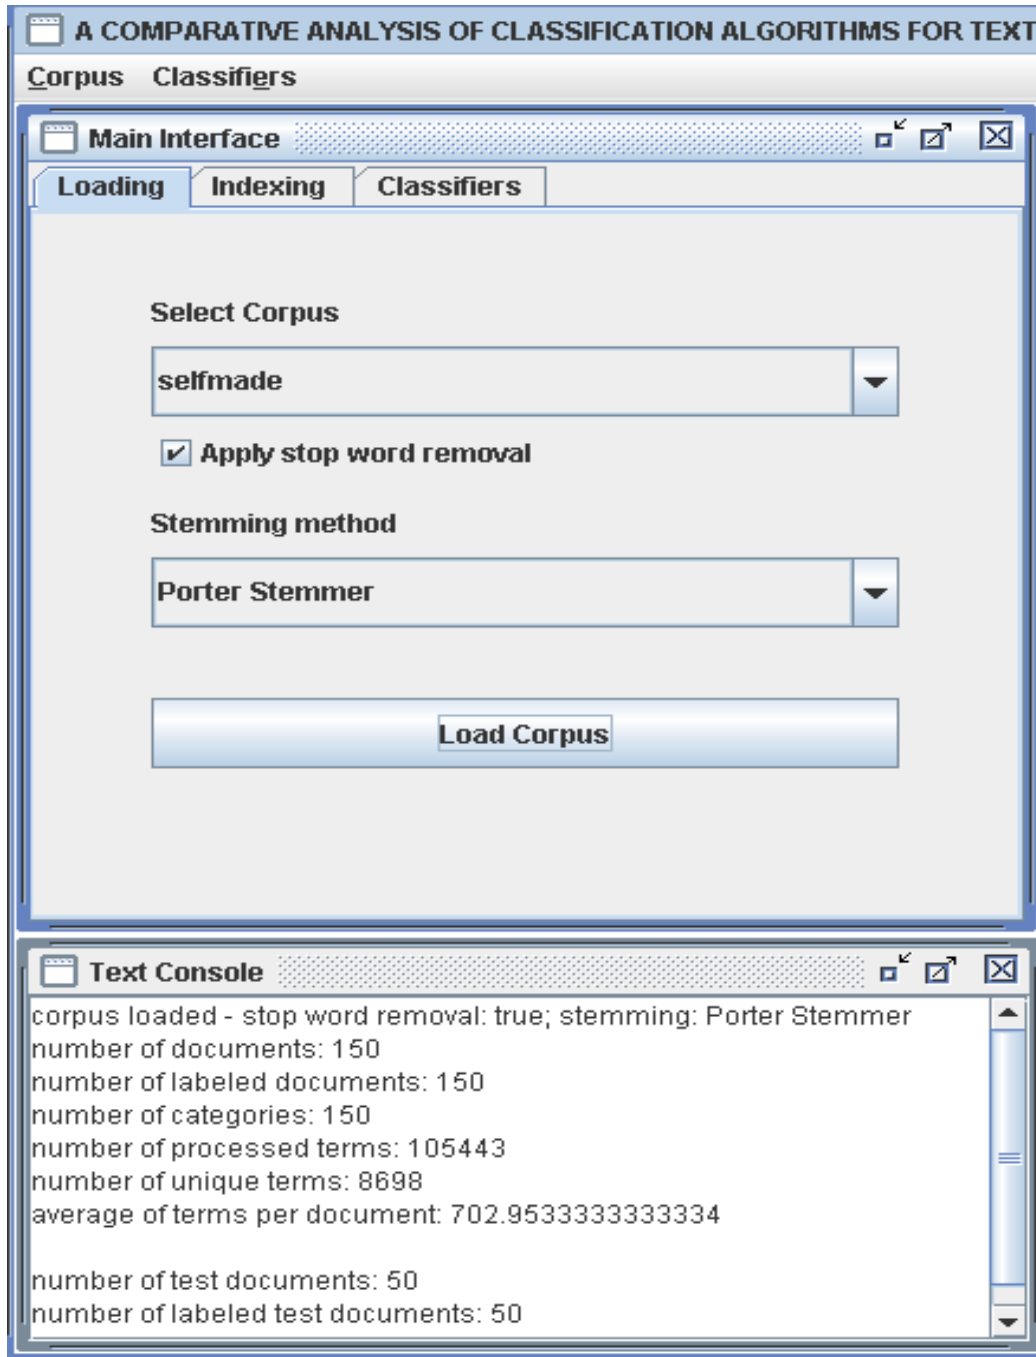 A COMPARATIVE ANALYSIS OF CLASSIFICATION ALGORITHMS FOR TEXT
Corpus Classifiers
Main Interface
Loading Indexing Classifiers
Select Corpus
selfmade
Apply stop word removal
Stemming method
Porter Stemmer
Load Corpus
Text Console
corpus loaded - stop word removal: true; stemming: Porter Stemmer
number of documents: 150
number of labeled documents: 150
number of categories: 150
number of processed terms: 105443
number of unique terms: 8698
average of terms per document: 702.9533333333334
number of test documents: 50
number of labeled test documents: 50